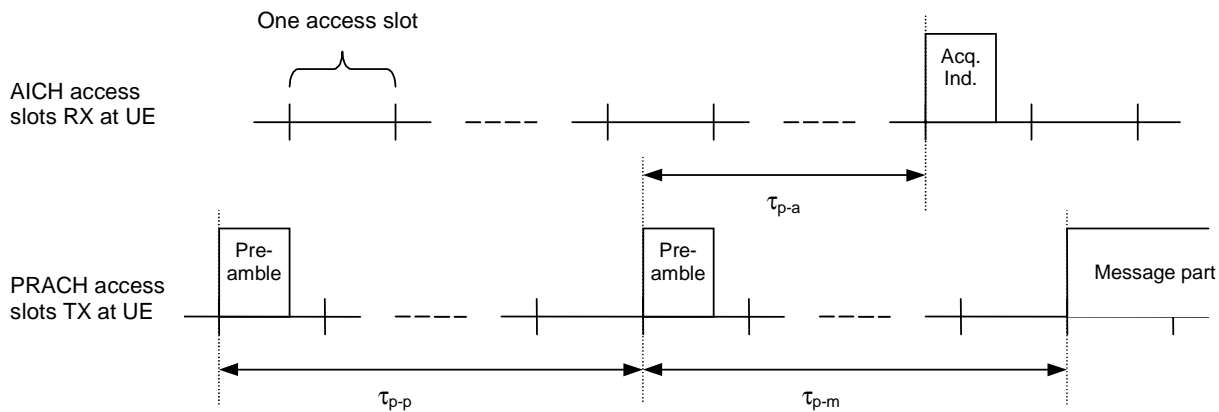 One access slot
AICH access
slots RX at UE
Acq.
Ind.
τp-a
Pre-
amble
Pre-
amble
Message part
PRACH access
slots TX at UE
τp-p
τp-m